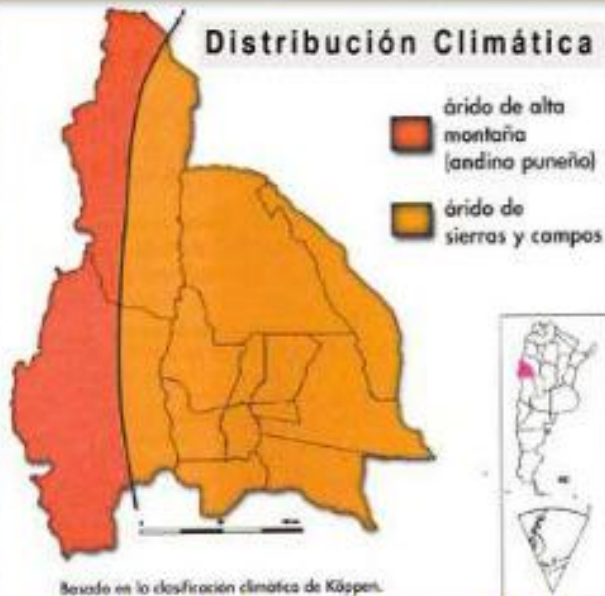 Distribución Climática
árido de alta
montaña
(andino puneño)
árido de
sierras y campos
Basado en la clasificación climática de Köppen.